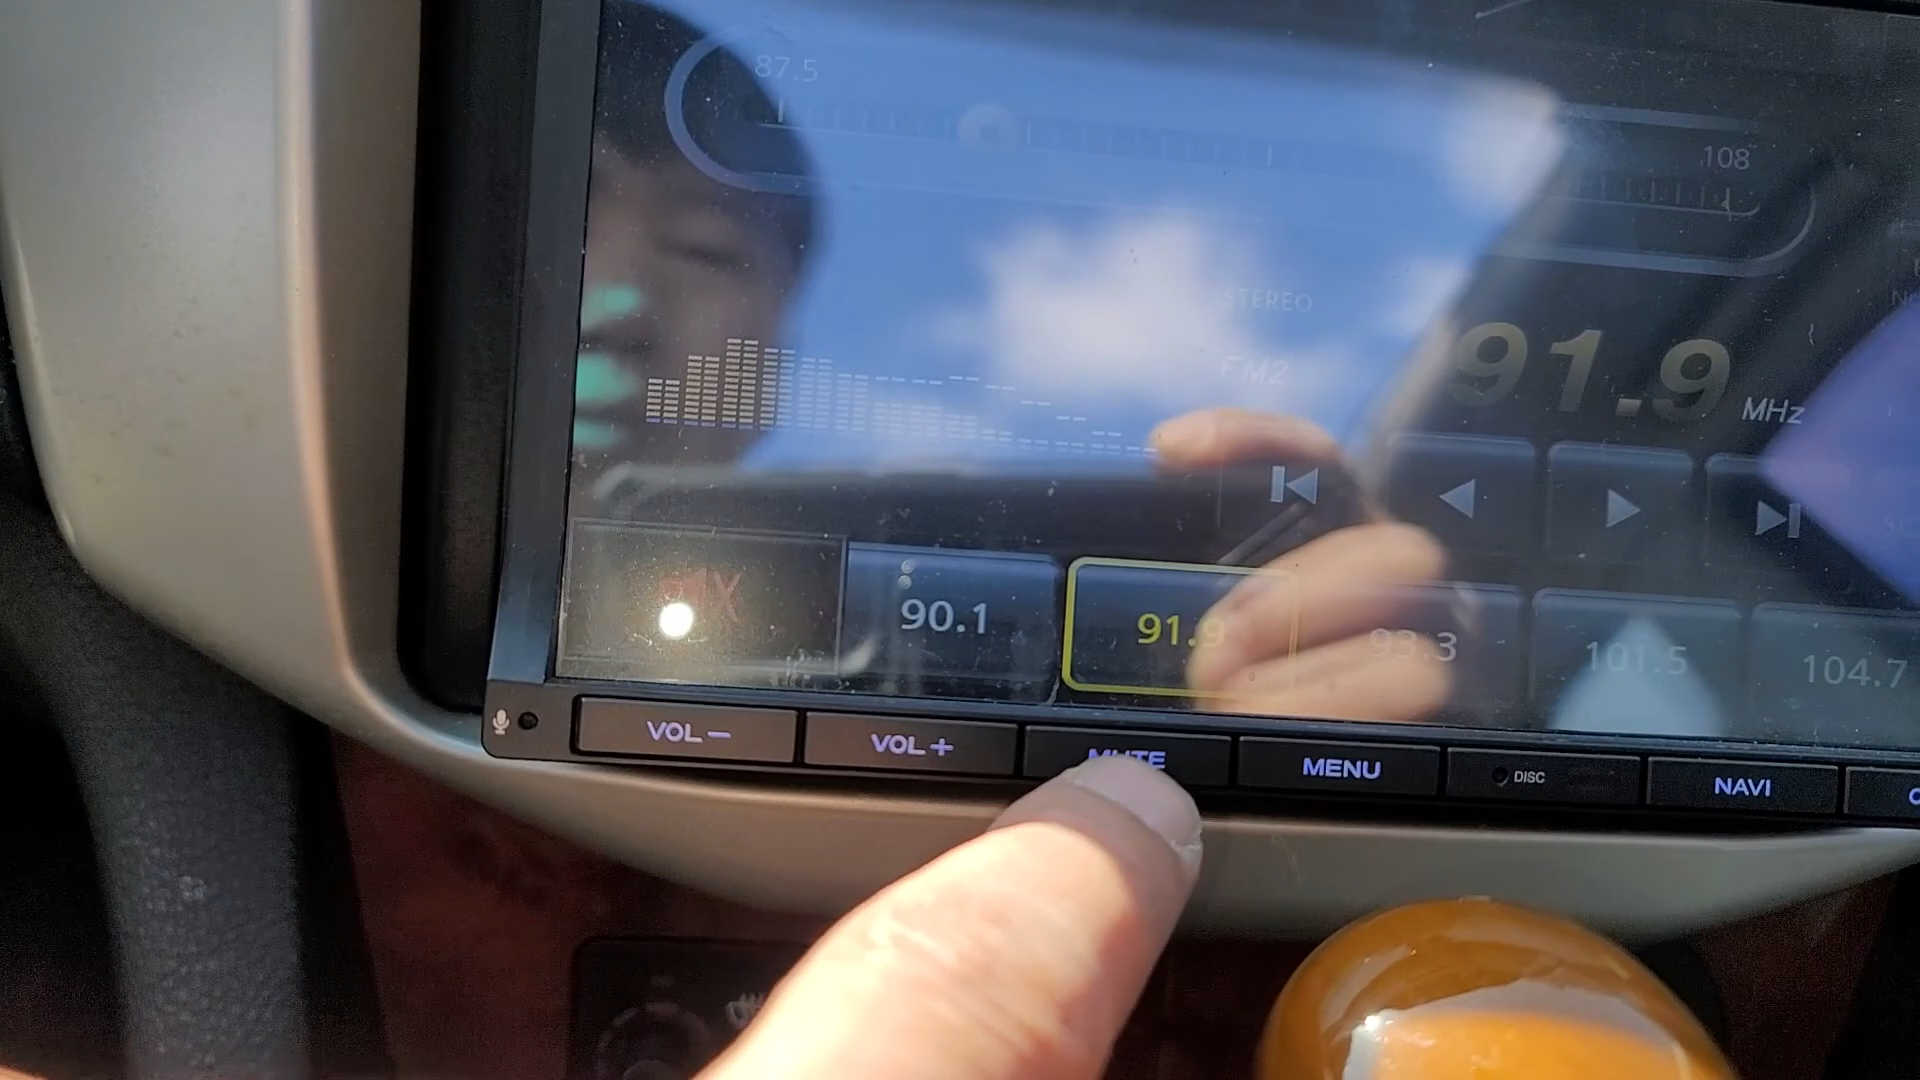 87.5
108
STEREO
FM2
91.9 MHz
90.1
91.9
93.3
101.5
104.7
VOL −
VOL +
MUTE
MENU
DISC
NAVI